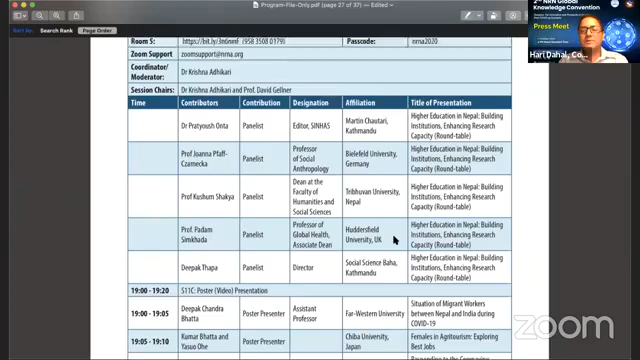 Program-File-Only.pdf (page 27 of 37) — Edited
Sort by: Search Rank Page Order
Room 5: https://bit.ly/3n6ninf (958 3508 0179) Passcode: nrna2020
Zoom Support zoomsupport@nrna.org
Coordinator/
Moderator: Dr Krishna Adhikari
Session Chairs: Dr Krishna Adhikari and Prof. David Gellner
Time Contributors Contribution Designation Affiliation Title of Presentation
Dr Pratyoush Onta Panelist Editor, SINHAS Martin Chautari, Kathmandu Higher Education in Nepal: Building Institutions, Enhancing Research Capacity (Round-table)
Prof Joanna Pfaff-Czarnecka Panelist Professor of Social Anthropology Bielefeld University, Germany Higher Education in Nepal: Building Institutions, Enhancing Research Capacity (Round-table)
Prof Kushum Shakya Panelist Dean at the Faculty of Humanities and Social Sciences Tribhuvan University, Nepal Higher Education in Nepal: Building Institutions, Enhancing Research Capacity (Round-table)
Prof. Padam Simkhada Panelist Professor of Global Health, Associate Dean Huddersfield University, UK Higher Education in Nepal: Building Institutions, Enhancing Research Capacity (Round-table)
Deepak Thapa Panelist Director Social Science Baha, Kathmandu Higher Education in Nepal: Building Institutions, Enhancing Research Capacity (Round-table)
19:00 - 19:20 S11C: Poster (Video) Presentation
19:00 - 19:05 Deepak Chandra Bhatta Poster Presenter Assistant Professor Far-Western University Situation of Migrant Workers between Nepal and India during COVID-19
19:05 - 19:10 Kumar Bhatta and Yasuo Ohe Poster Presenter Chiba University, Japan Females in Agritourism: Exploring Best Jobs
2nd NRN Global
Knowledge Convention
Press Meet
Hari Dahal, Co...
zoom